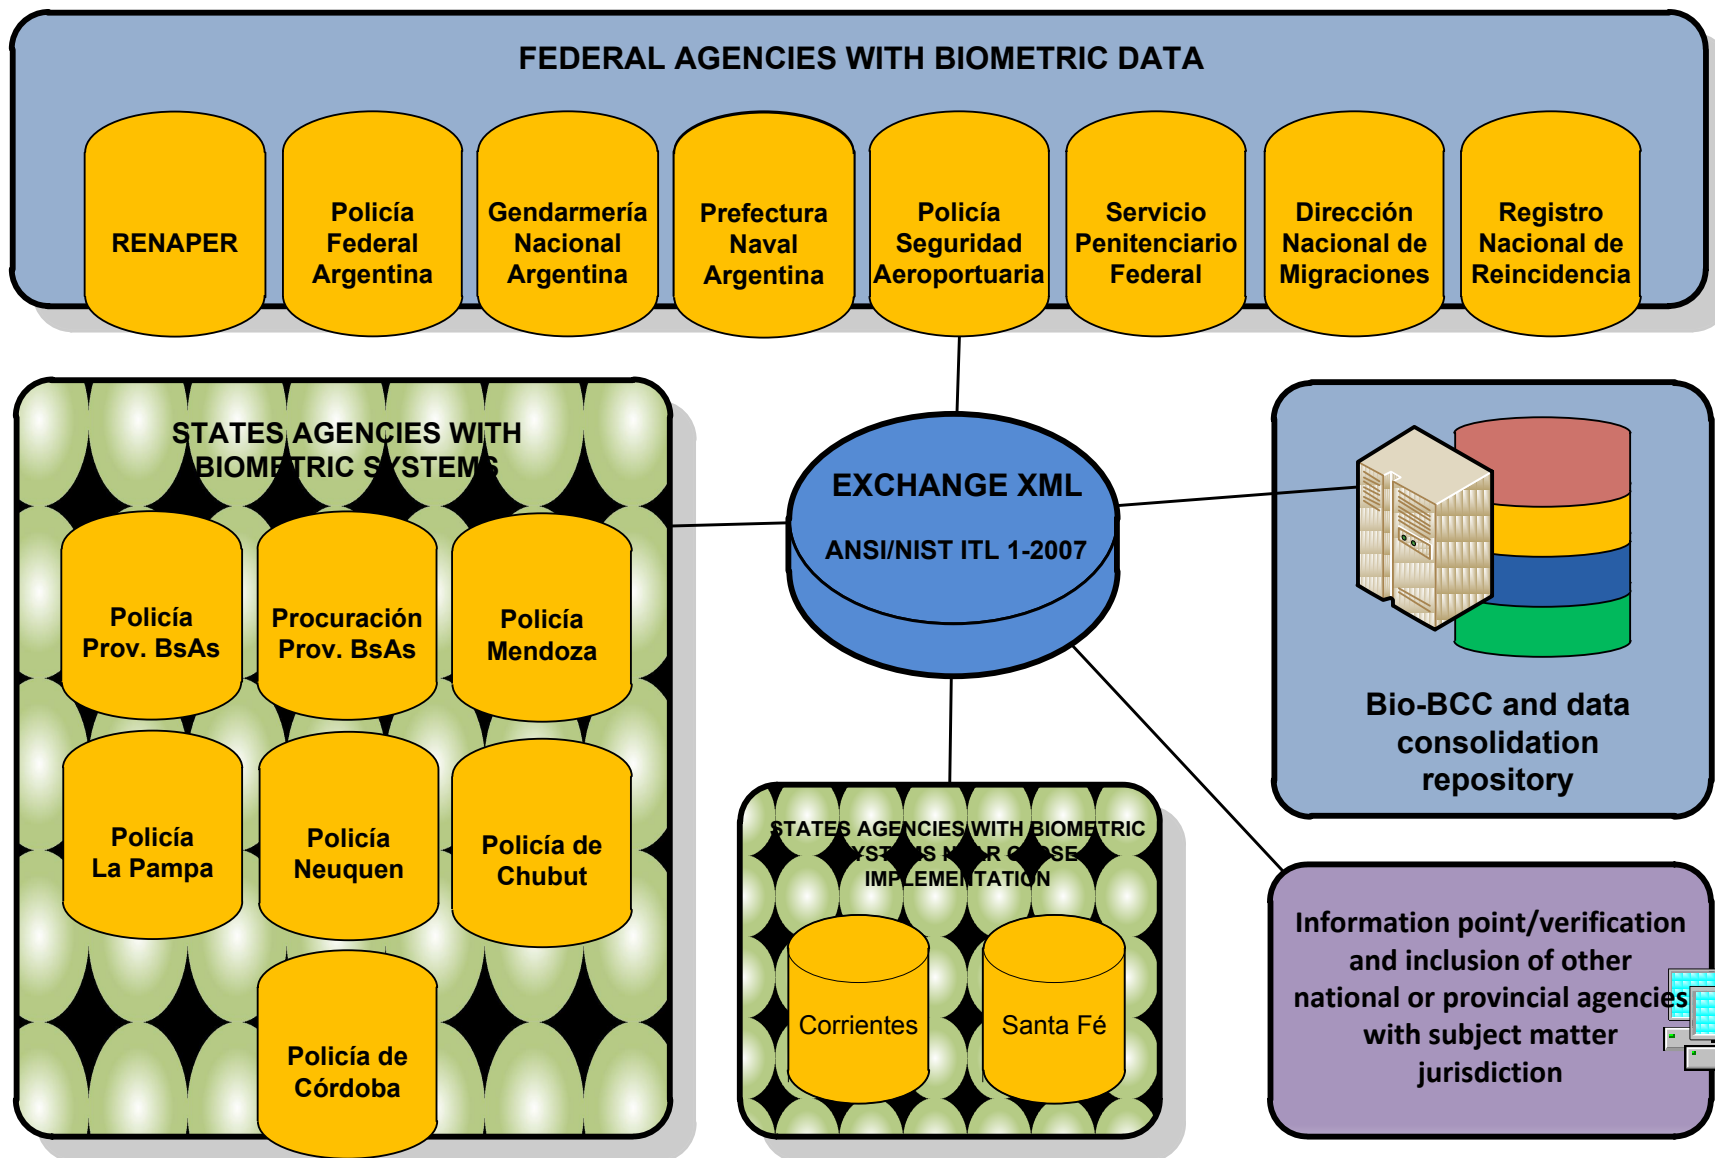 FEDERAL AGENCIES WITH BIOMETRIC DATA
RENAPER
Policía
Federal
Argentina
Gendarmería
Nacional
Argentina
Prefectura
Naval
Argentina
Policía
Seguridad
Aeroportuaria
Servicio
Penitenciario
Federal
Dirección
Nacional de
Migraciones
Registro
Nacional de
Reincidencia
STATES AGENCIES WITH
BIOMETRIC SYSTEMS
Policía
Prov. BsAs
Procuración
Prov. BsAs
Policía
Mendoza
Policía
La Pampa
Policía
Neuquen
Policía de
Chubut
Policía de
Córdoba
EXCHANGE XML
ANSI/NIST ITL 1-2007
Bio-BCC and data
consolidation
repository
STATES AGENCIES WITH BIOMETRIC
SYSTEMS NEAR CLOSE
IMPLEMENTATION
Corrientes
Santa Fé
Information point/verification
and inclusion of other
national or provincial agencies
with subject matter
jurisdiction